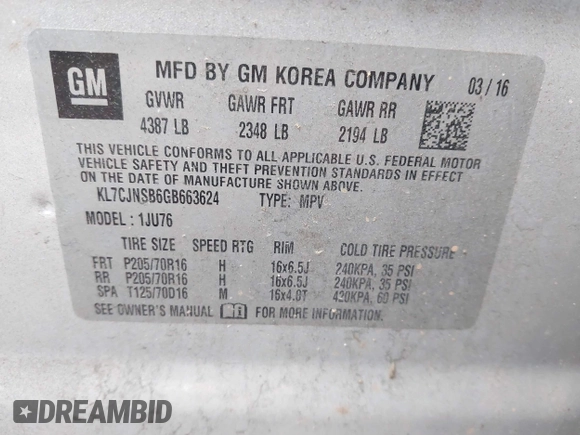 GM
MFD BY GM KOREA COMPANY 03/16
GVWR GAWR FRT GAWR RR
4387 LB 2348 LB 2194 LB
THIS VEHICLE CONFORMS TO ALL APPLICABLE U.S. FEDERAL MOTOR
VEHICLE SAFETY AND THEFT PREVENTION STANDARDS IN EFFECT
ON THE DATE OF MANUFACTURE SHOWN ABOVE.
KL7CJNSB6GB663624 TYPE: MPV
MODEL: 1JU76
TIRE SIZE SPEED RTG RIM COLD TIRE PRESSURE
FRT P205/70R16 H 16x6.5J 240KPA, 35 PSI
RR P205/70R16 H 16x6.5J 240KPA, 35 PSI
SPA T125/70D16 M 16x4.0T 420KPA, 60 PSI
SEE OWNER'S MANUAL FOR MORE INFORMATION.
DREAMBID